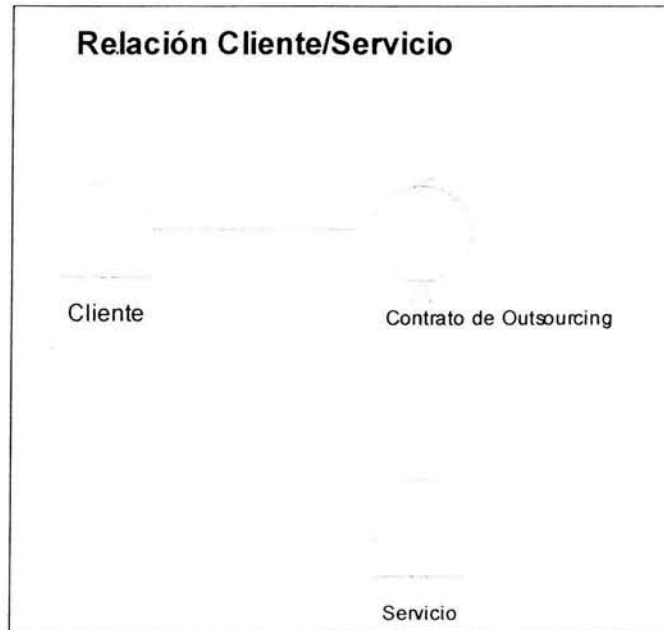 Relación Cliente/Servicio
Cliente
Contrato de Outsourcing
Servicio